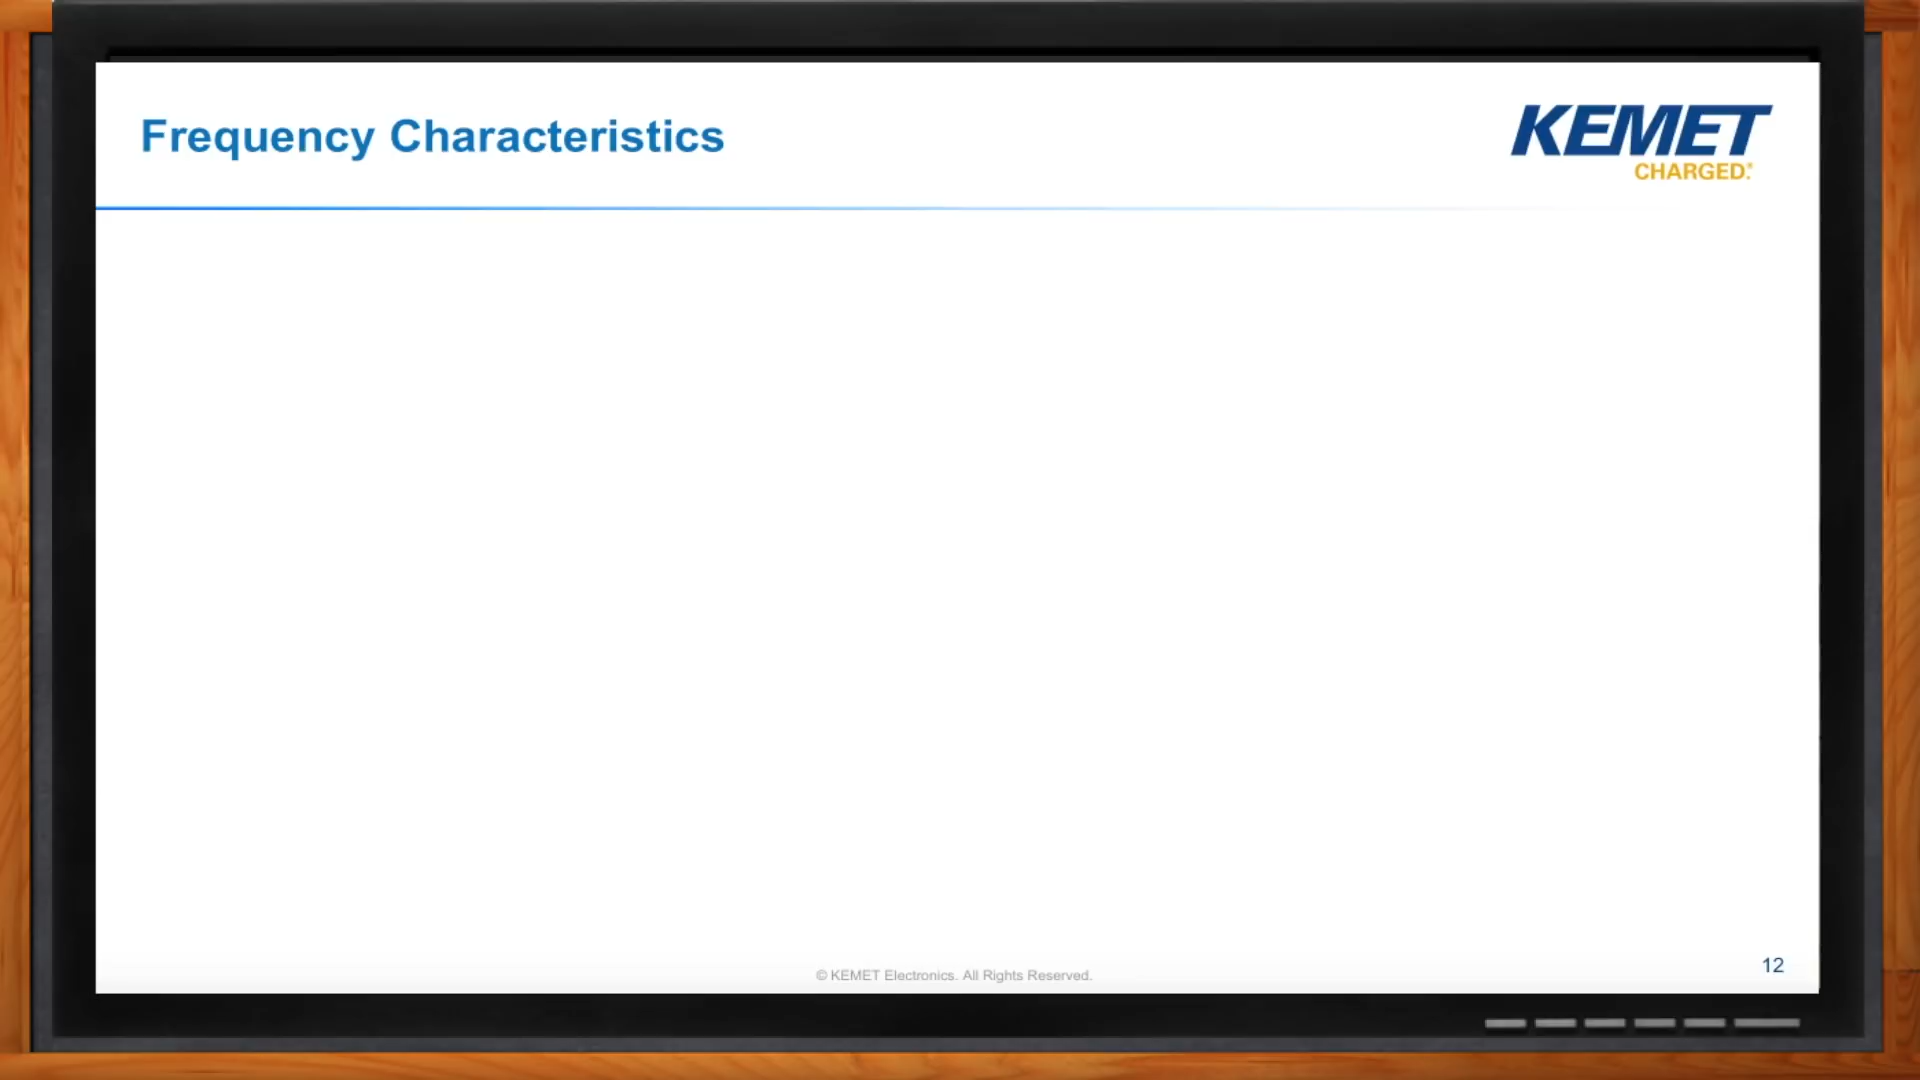 Frequency Characteristics
KEMET
CHARGED.®
© KEMET Electronics. All Rights Reserved.
12